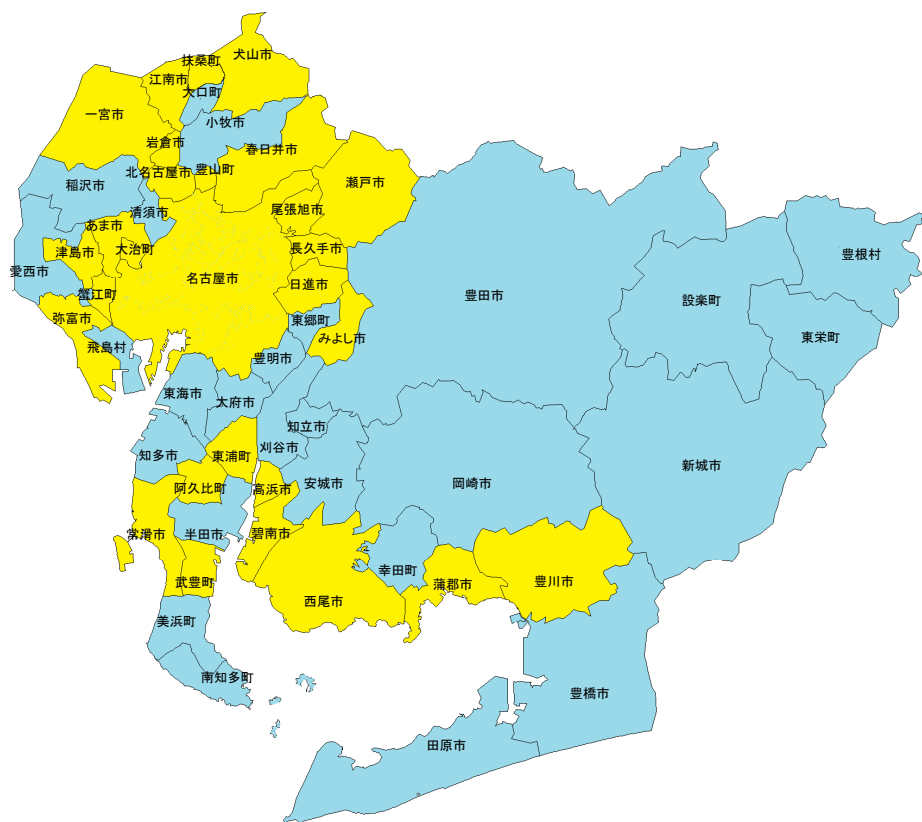 扶桑町
犬山市
江南市
大口町
一宮市
小牧市
岩倉市
春日井市
豊山町
北名古屋市
瀬戸市
稲沢市
清須市
尾張旭市
あま市
大治町
津島市
長久手市
愛西市
名古屋市
日進市
蟹江町
弥富市
東郷町
みよし市
飛島村
豊明市
豊田市
設楽町
豊根村
東栄町
東海市
大府市
知立市
刈谷市
知多市
東浦町
新城市
阿久比町
高浜市
安城市
岡崎市
常滑市
半田市
碧南市
幸田町
武豊町
蒲郡市
豊川市
西尾市
美浜町
南知多町
豊橋市
田原市